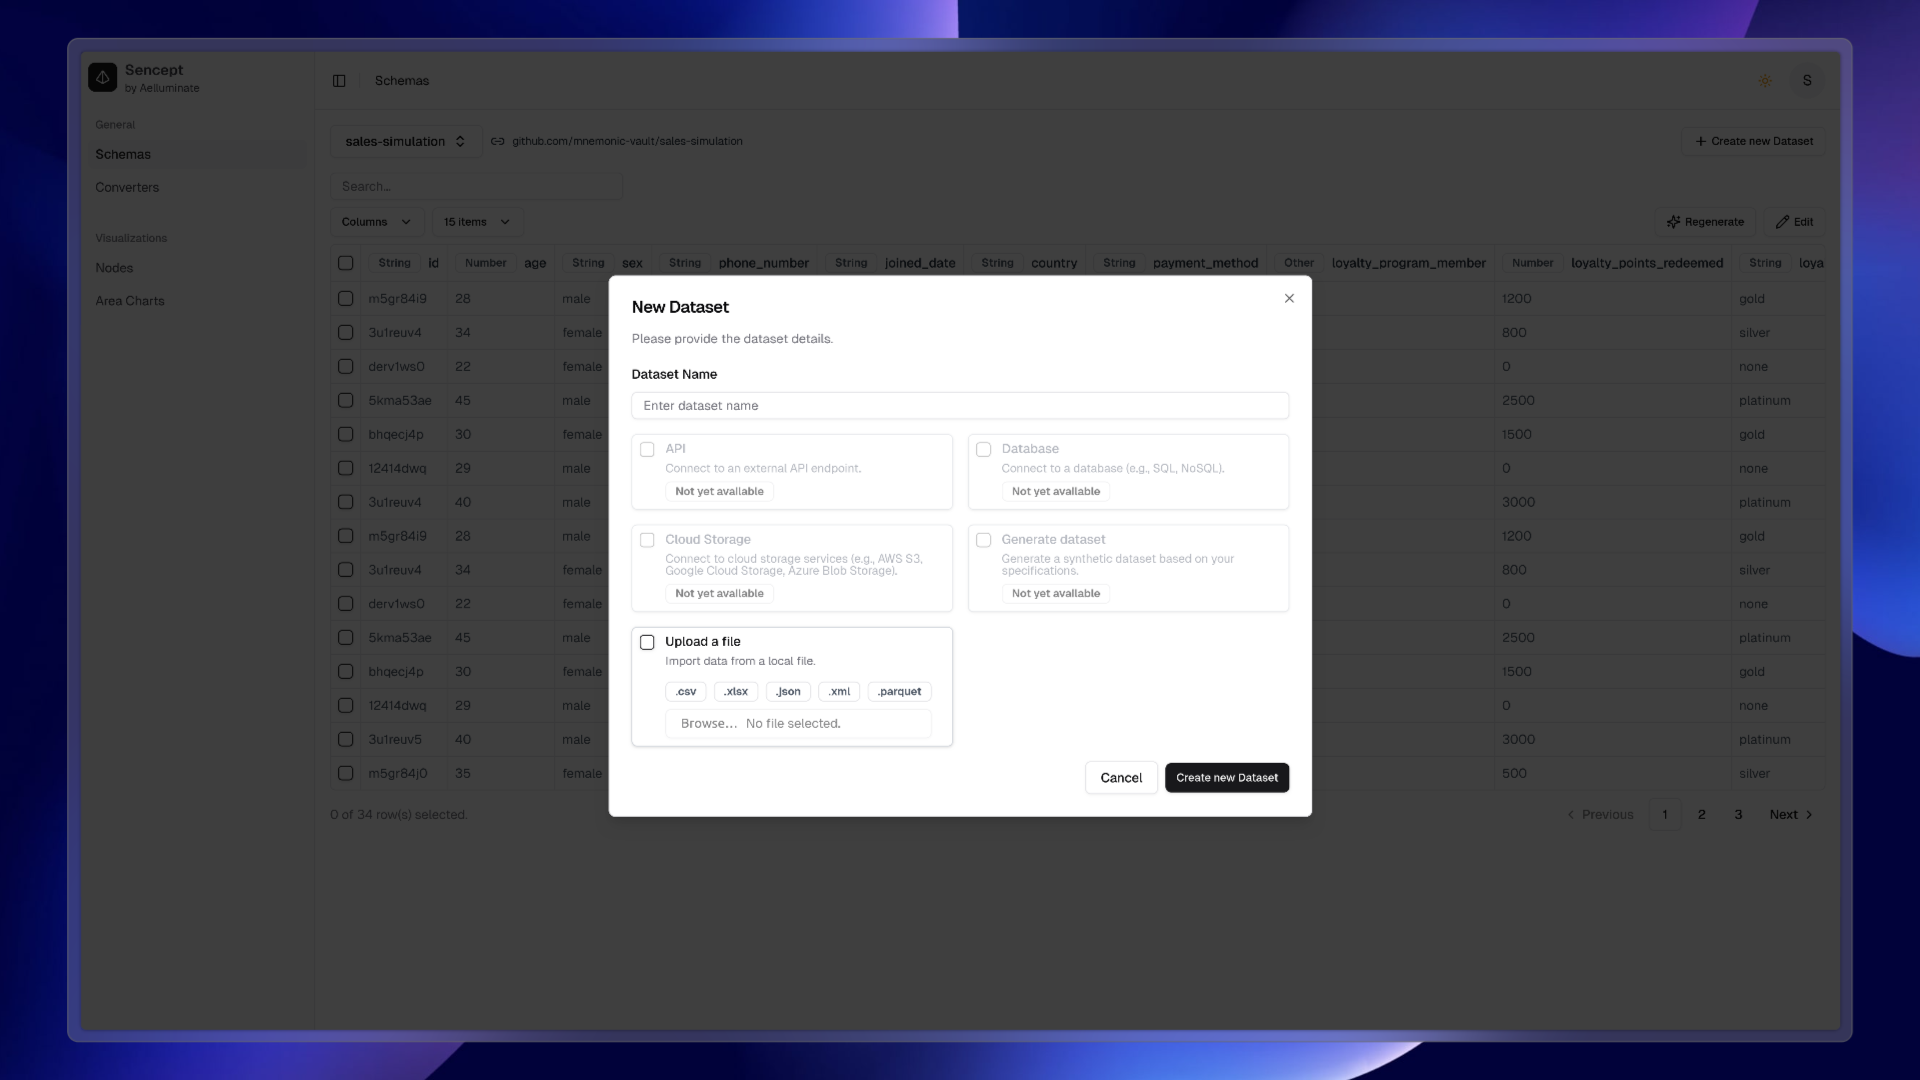 Sencept
by Aelluminate
Schemas
S
General
Schemas
Converters
Visualizations
Nodes
Area Charts
sales-simulation github.com/mnemonic-vault/sales-simulation + Create new Dataset
Search...
Columns 15 items Regenerate Edit
String id Number age String sex String phone_number String joined_date String country String payment_method Other loyalty_program_member Number loyalty_points_redeemed String loya
m5gr84i9 28 male 1200 gold
3u1reuv4 34 female 800 silver
derv1ws0 22 female 0 none
5kma53ae 45 male 2500 platinum
bhqecj4p 30 female 1500 gold
12414dwq 29 male 0 none
3u1reuv4 40 male 3000 platinum
m5gr84i9 28 male 1200 gold
3u1reuv4 34 female 800 silver
derv1ws0 22 female 0 none
5kma53ae 45 male 2500 platinum
bhqecj4p 30 female 1500 gold
12414dwq 29 male 0 none
3u1reuv5 40 male 3000 platinum
m5gr84j0 35 female 500 silver
0 of 34 row(s) selected.
Previous 1 2 3 Next
New Dataset
Please provide the dataset details.
Dataset Name
Enter dataset name
API
Connect to an external API endpoint.
Not yet available
Database
Connect to a database (e.g., SQL, NoSQL).
Not yet available
Cloud Storage
Connect to cloud storage services (e.g., AWS S3,
Google Cloud Storage, Azure Blob Storage).
Not yet available
Generate dataset
Generate a synthetic dataset based on your
specifications.
Not yet available
Upload a file
Import data from a local file.
.csv .xlsx .json .xml .parquet
Browse... No file selected.
Cancel Create new Dataset